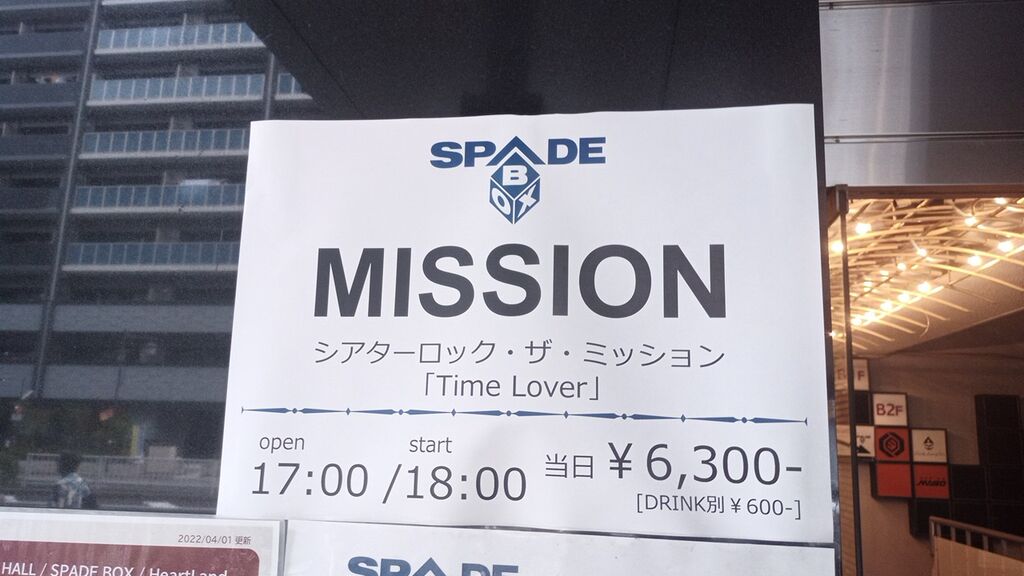 SPADE
BOX
MISSION
シアターロック・ザ・ミッション
「Time Lover」
open start
17:00 /18:00 当日 ¥6,300-
[DRINK別¥600-]
B2F
2022/04/01 更新
HALL / SPADE BOX / HeartLand
SPADE